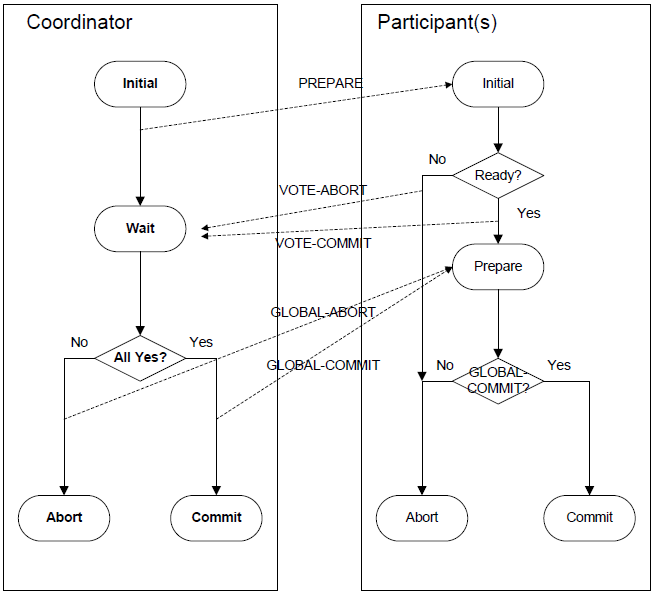 Coordinator
Participant(s)
Initial
PREPARE
Initial
No
Ready?
VOTE-ABORT
Yes
Wait
VOTE-COMMIT
Prepare
GLOBAL-ABORT
No
Yes
All Yes?
GLOBAL-COMMIT
No
GLOBAL-
COMMIT?
Yes
Abort
Commit
Abort
Commit